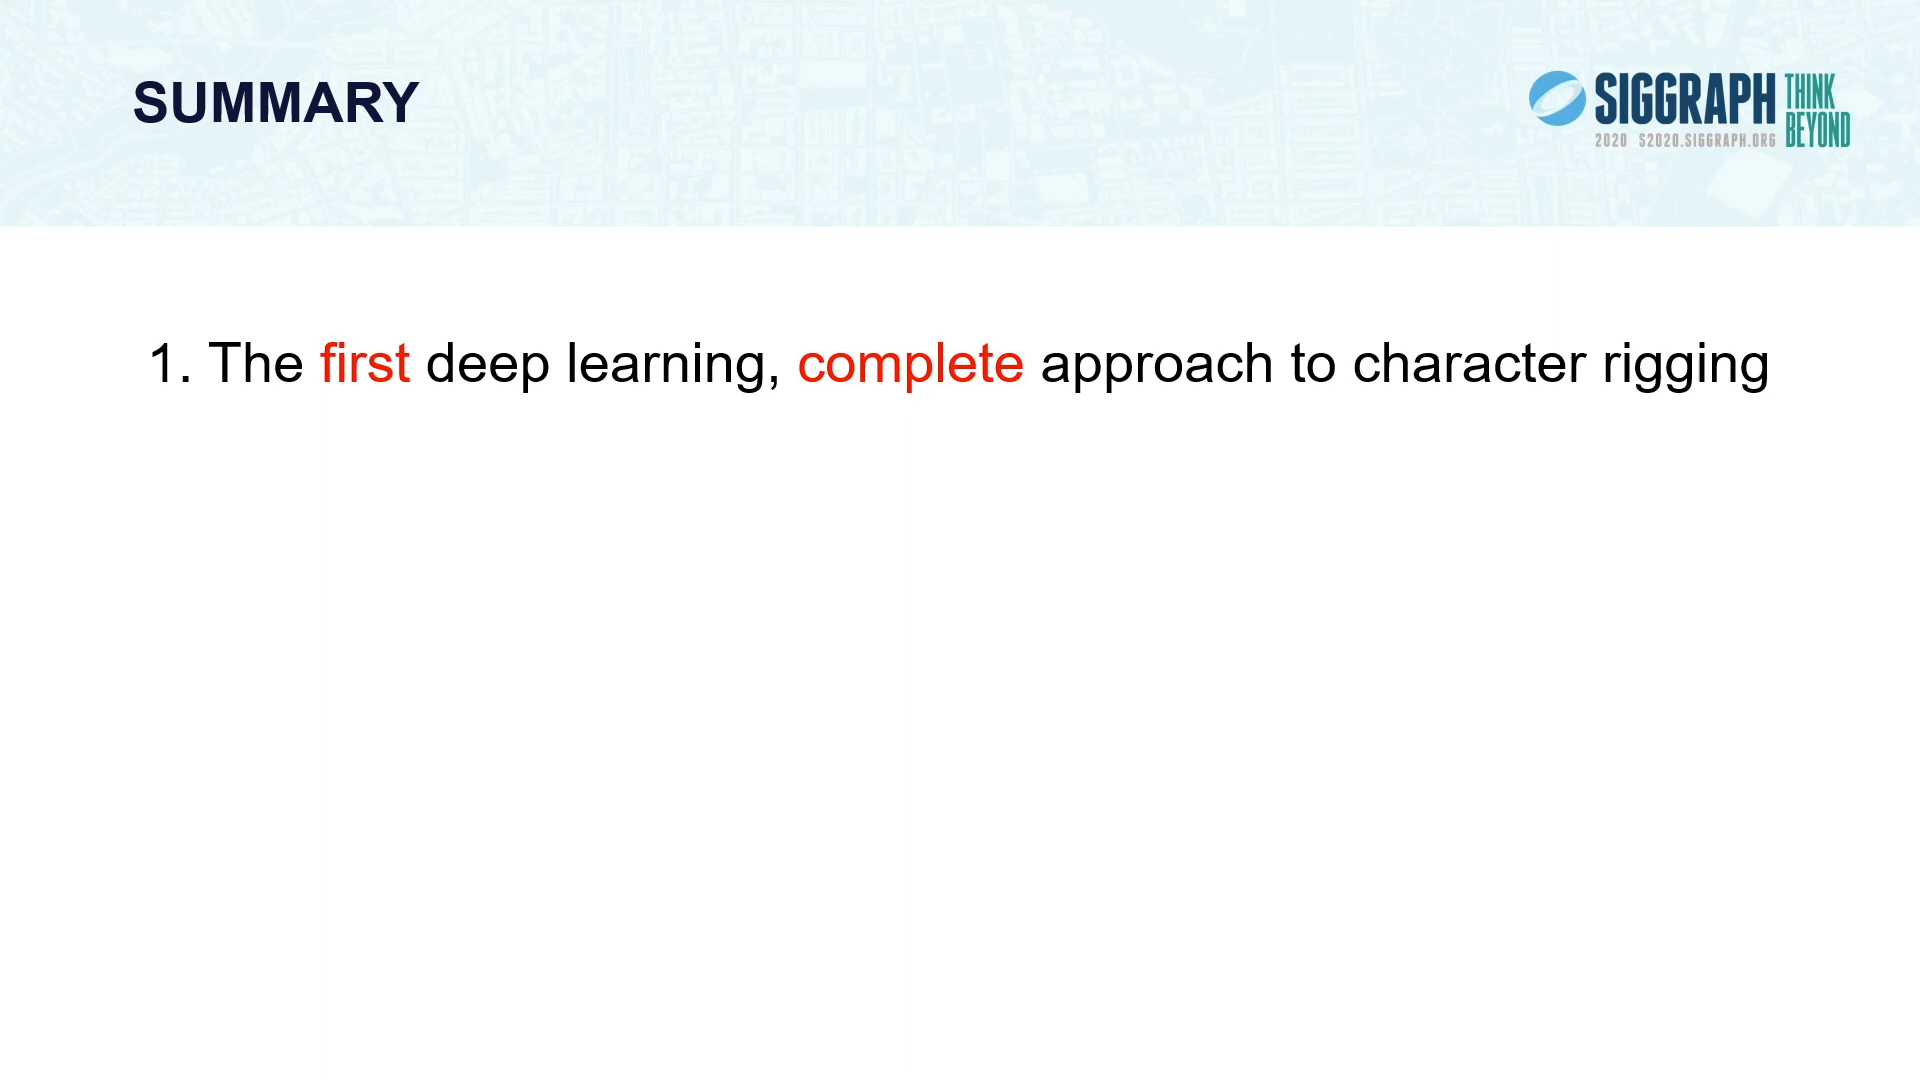 SUMMARY
SIGGRAPH THINK BEYOND
2020 S2020.SIGGRAPH.ORG
1. The first deep learning, complete approach to character rigging